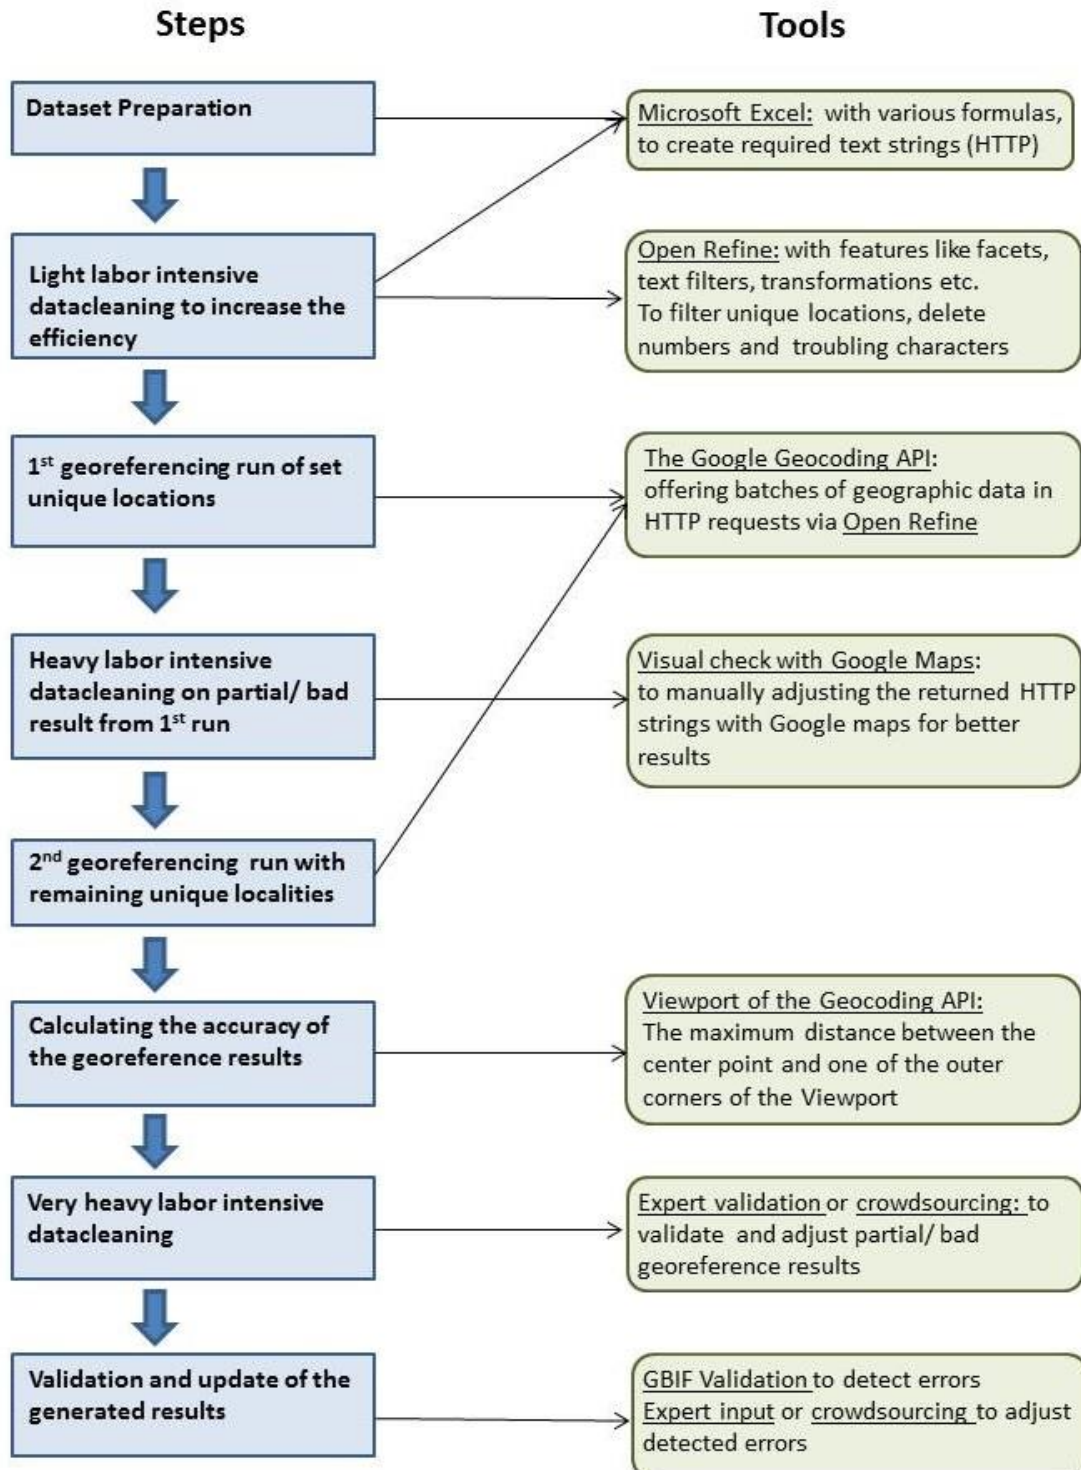 Steps
Tools
Dataset Preparation
Microsoft Excel: with various formulas,
to create required text strings (HTTP)
Light labor intensive
datacleaning to increase the
efficiency
Open Refine: with features like facets,
text filters, transformations etc.
To filter unique locations, delete
numbers and troubling characters
1st georeferencing run of set
unique locations
The Google Geocoding API:
offering batches of geographic data in
HTTP requests via Open Refine
Heavy labor intensive
datacleaning on partial/ bad
result from 1st run
Visual check with Google Maps:
to manually adjusting the returned HTTP
strings with Google maps for better
results
2nd georeferencing run with
remaining unique localities
Calculating the accuracy of
the georeference results
Viewport of the Geocoding API:
The maximum distance between the
center point and one of the outer
corners of the Viewport
Very heavy labor intensive
datacleaning
Expert validation or crowdsourcing: to
validate and adjust partial/ bad
georeference results
Validation and update of the
generated results
GBIF Validation to detect errors
Expert input or crowdsourcing to adjust
detected errors